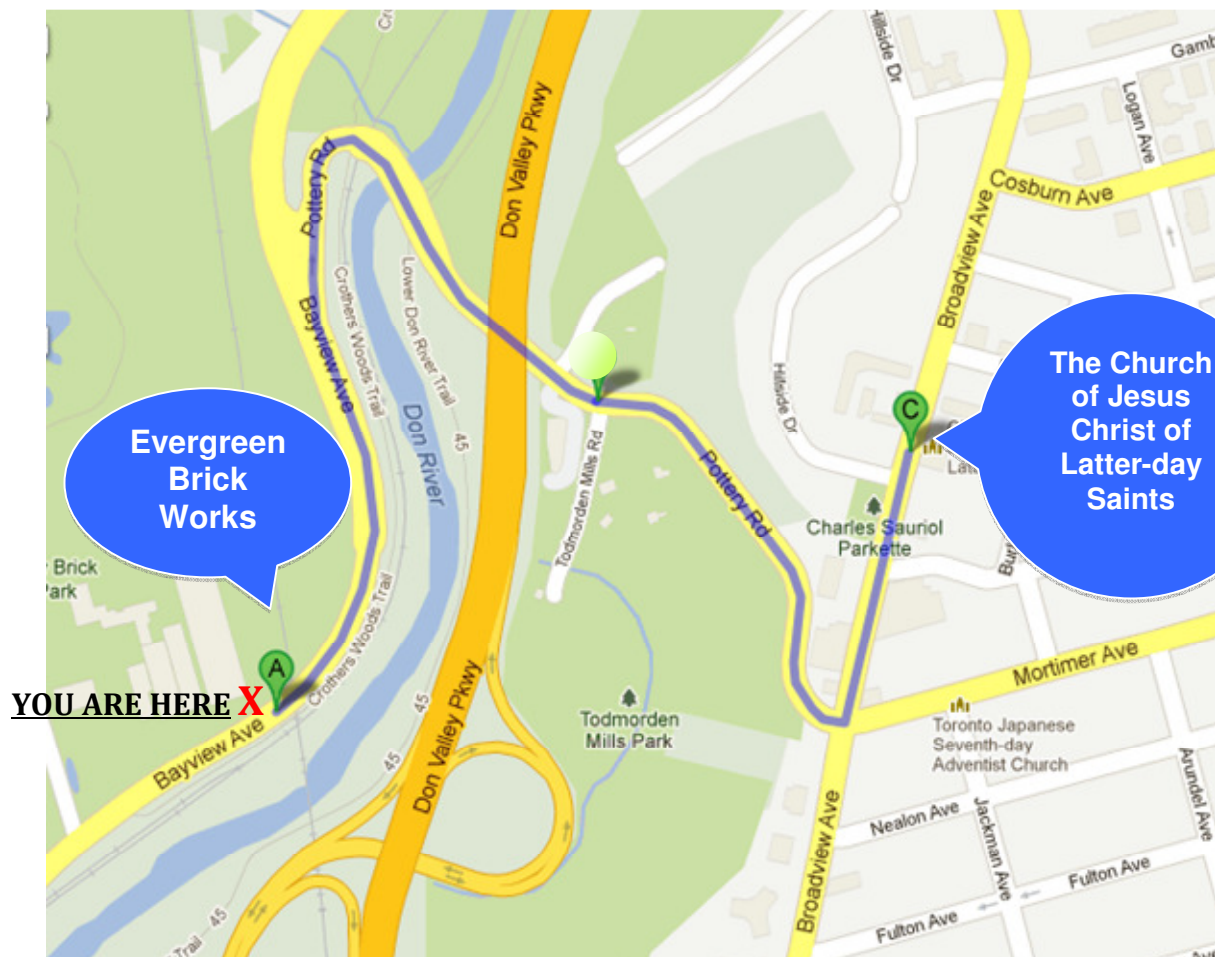 Hillside Dr
Gamb
Logan Ave
Don Valley Pkwy
Pottery Rd
Cosburn Ave
Broadview Ave
Crothers Woods Trail
Lower Don River Trail
Bayview Ave
The Church
of Jesus
Christ of
Latter-day
Saints
Hillside Dr
C
Evergreen
Brick
Works
Don River
45
Todmorden Mills Rd
Pottery Rd
Charles Sauriol
Parkette
Brick
Park
Crothers Woods Trail
A
YOU ARE HERE X
Bayview Ave
45
Don Valley Pkwy
Todmorden
Mills Park
Mortimer Ave
Toronto Japanese
Seventh-day
Adventist Church
Arundel Ave
Nealon Ave
Jackman Ave
Broadview Ave
Fulton Ave
Fulton Ave
45
Trail
Ave